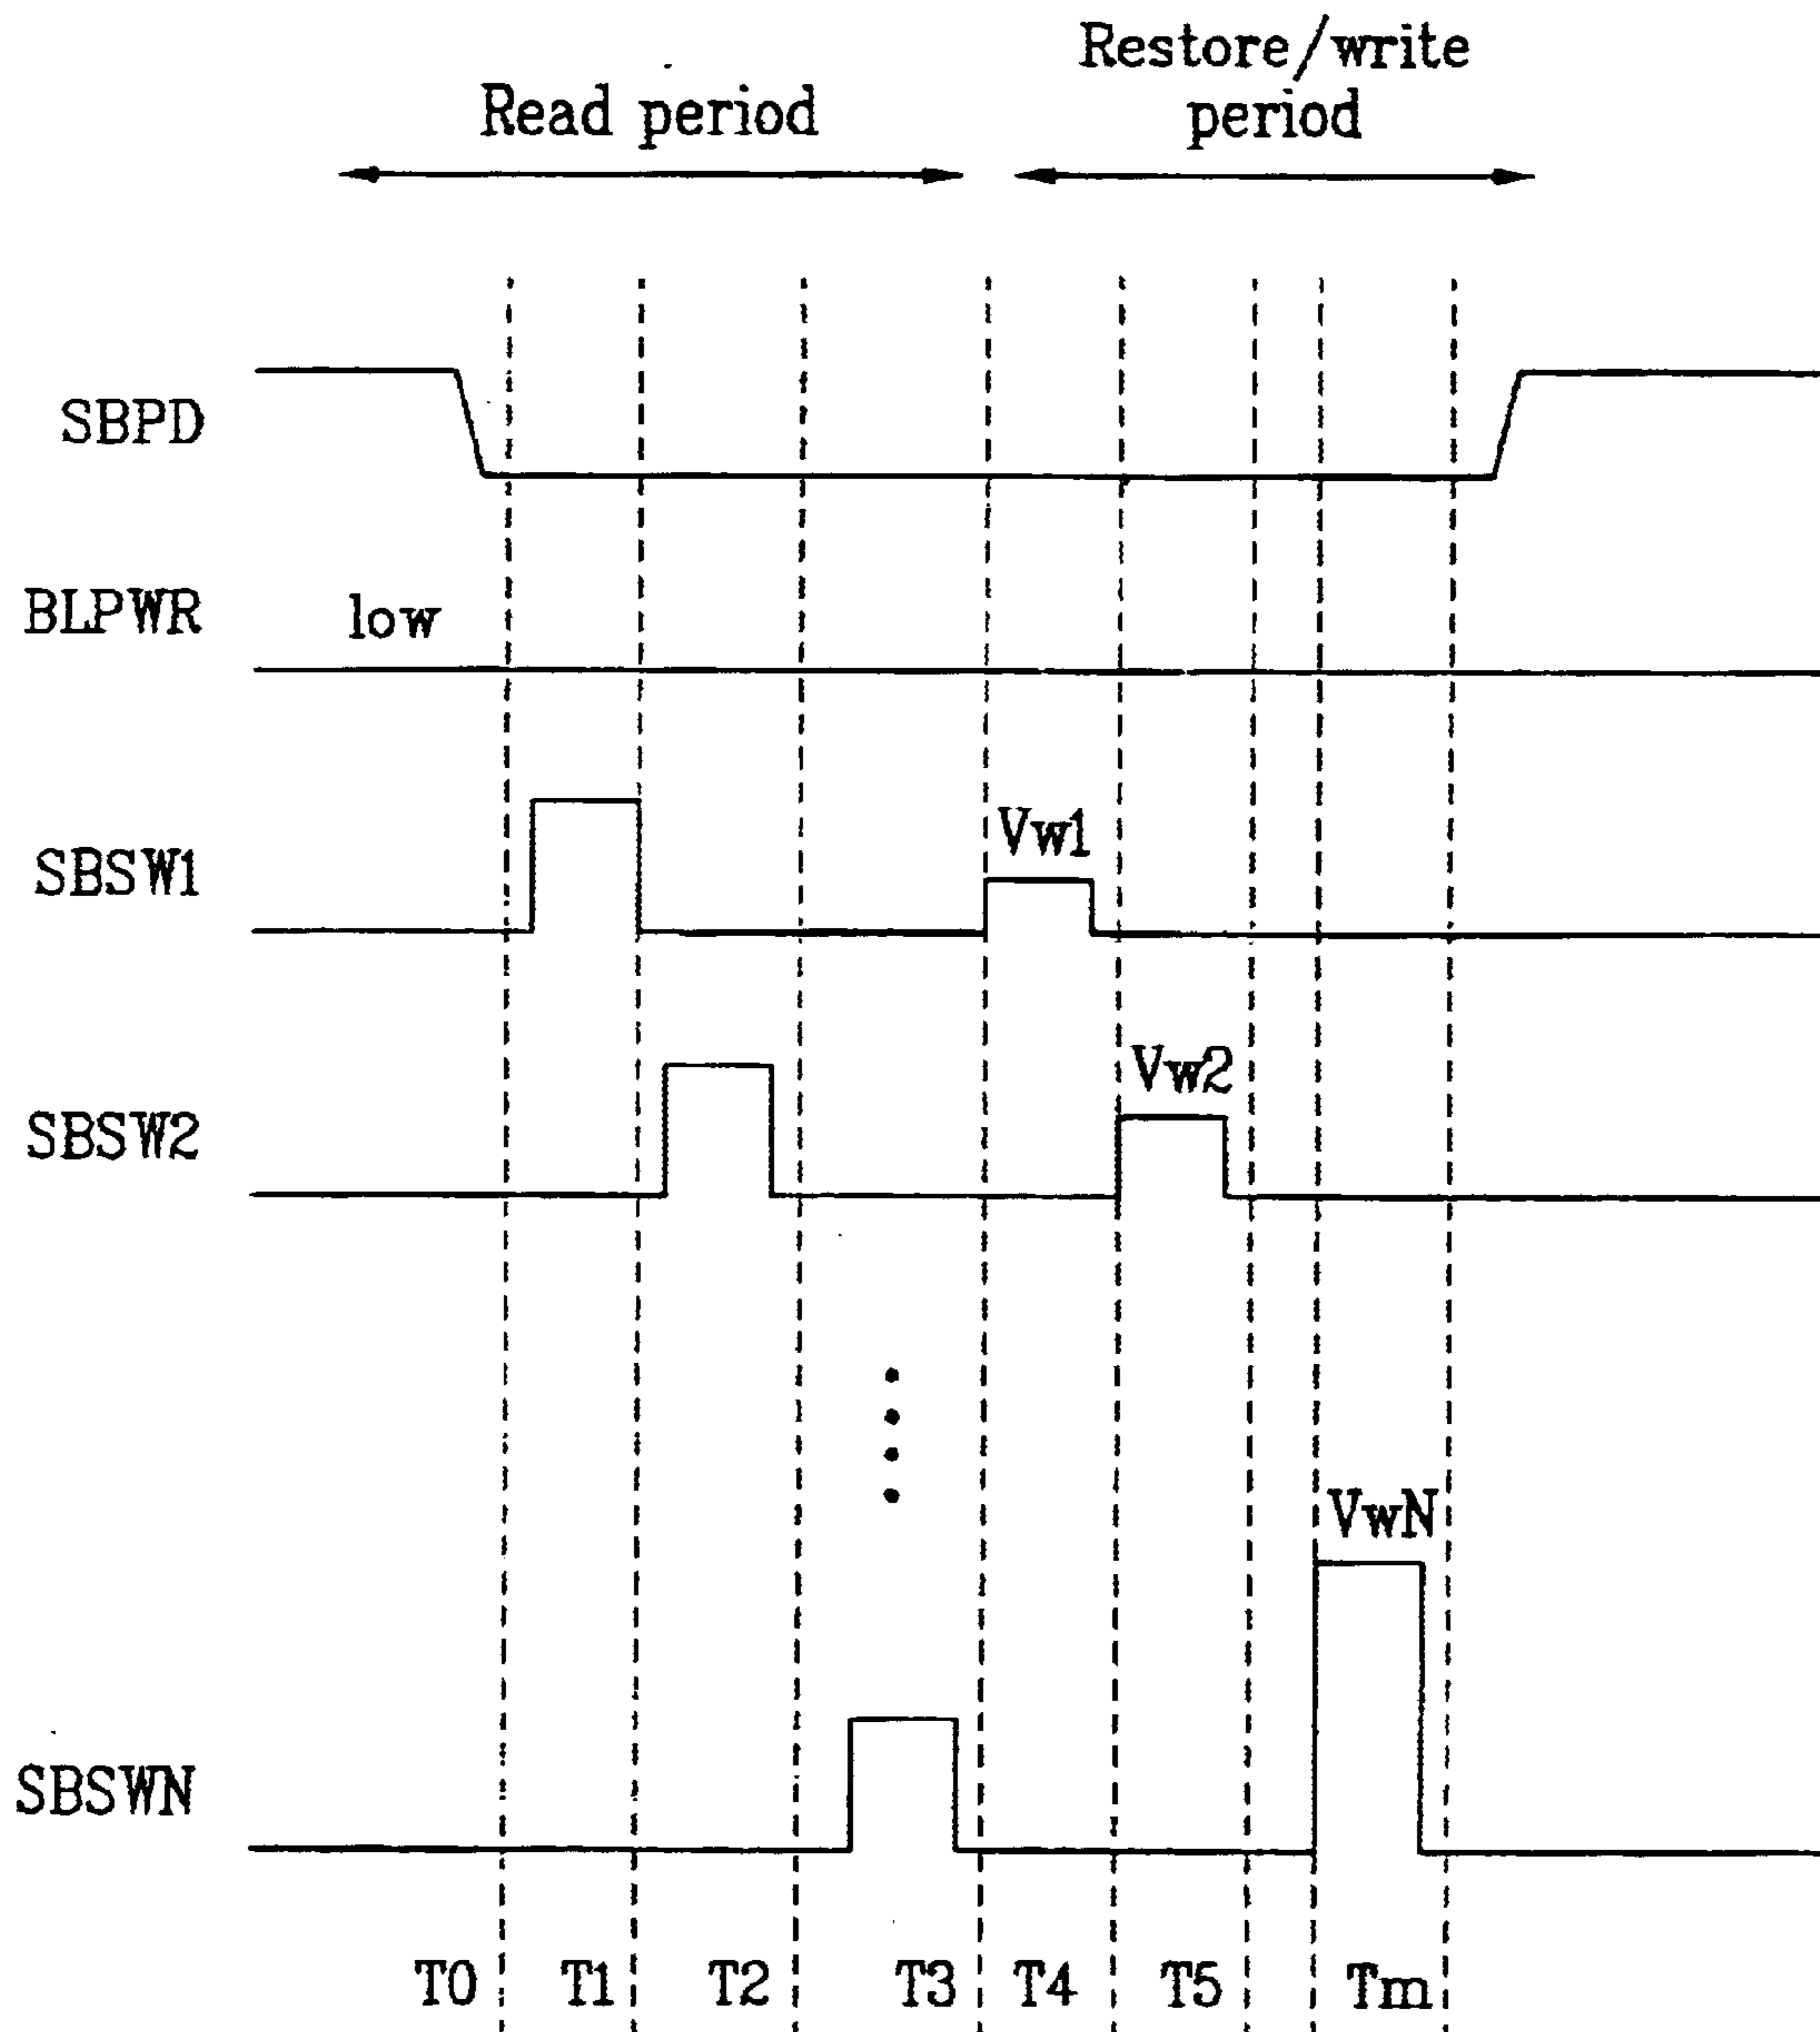 Read period
Restore/write
period
SBPD
BLPWR
low
SBSW1
Vw1
SBSW2
Vw2
SBSWN
VwN
T0 T1 T2 T3 T4 T5 Tm